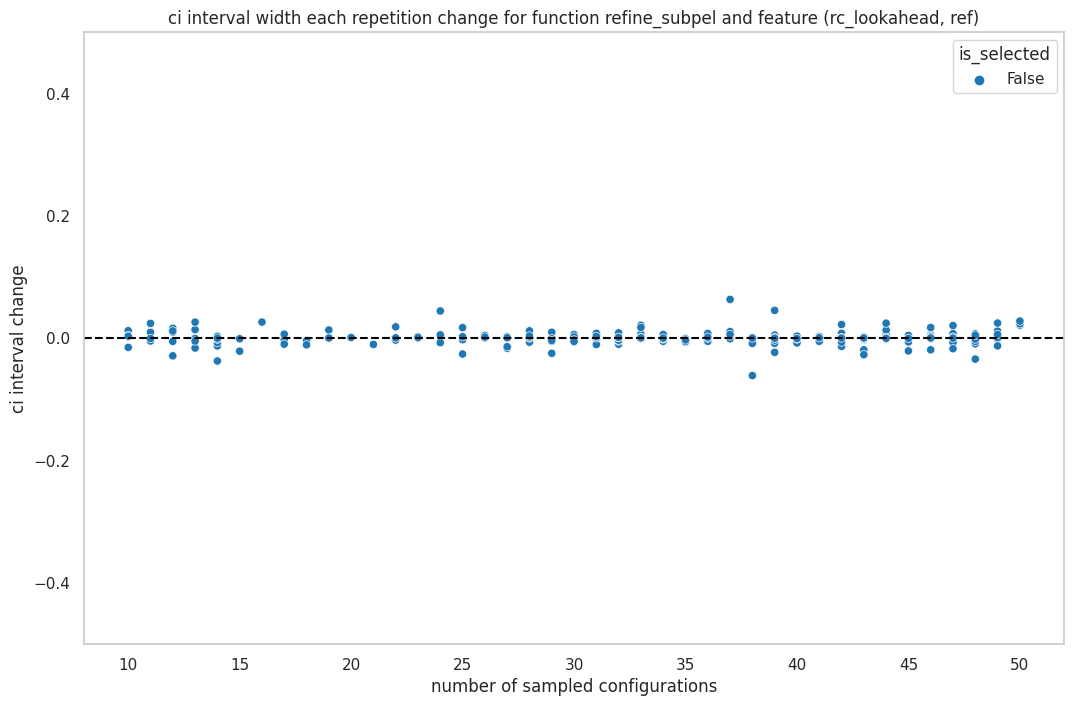 ci interval width each repetition change for function refine_subpel and feature (rc_lookahead, ref)
is_selected
False
ci interval change
0.4
0.2
0.0
−0.2
−0.4
10 15 20 25 30 35 40 45 50
number of sampled configurations